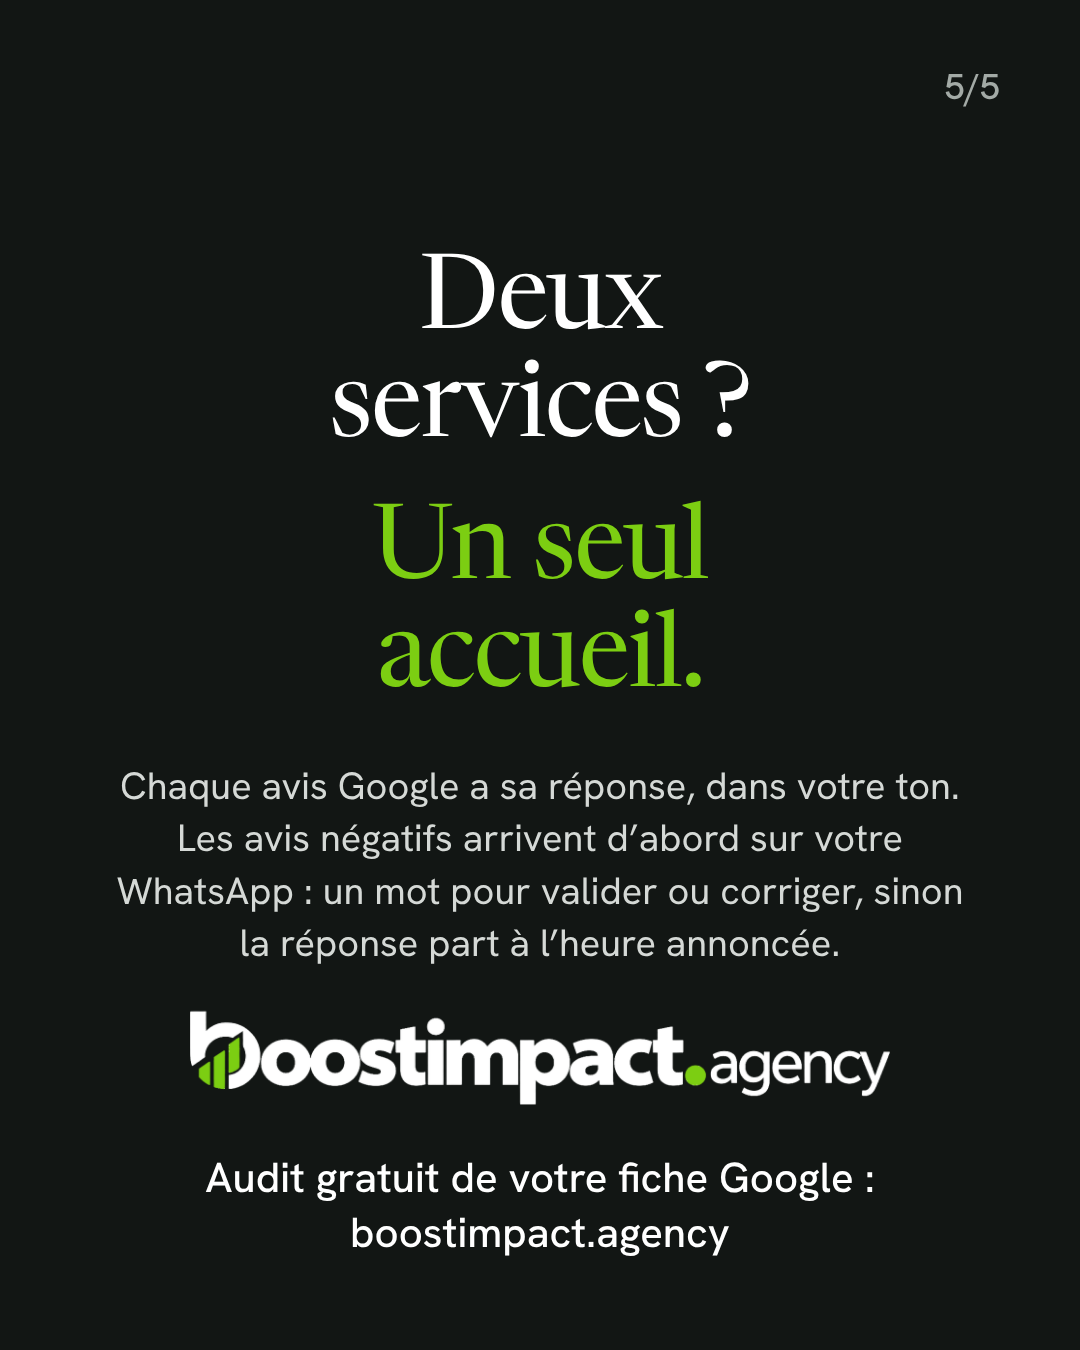 5/5
Deux
services ?
Un seul
accueil.
Chaque avis Google a sa réponse, dans votre ton.
Les avis négatifs arrivent d’abord sur votre
WhatsApp : un mot pour valider ou corriger, sinon
la réponse part à l’heure annoncée.
boostimpact.agency
Audit gratuit de votre fiche Google :
boostimpact.agency